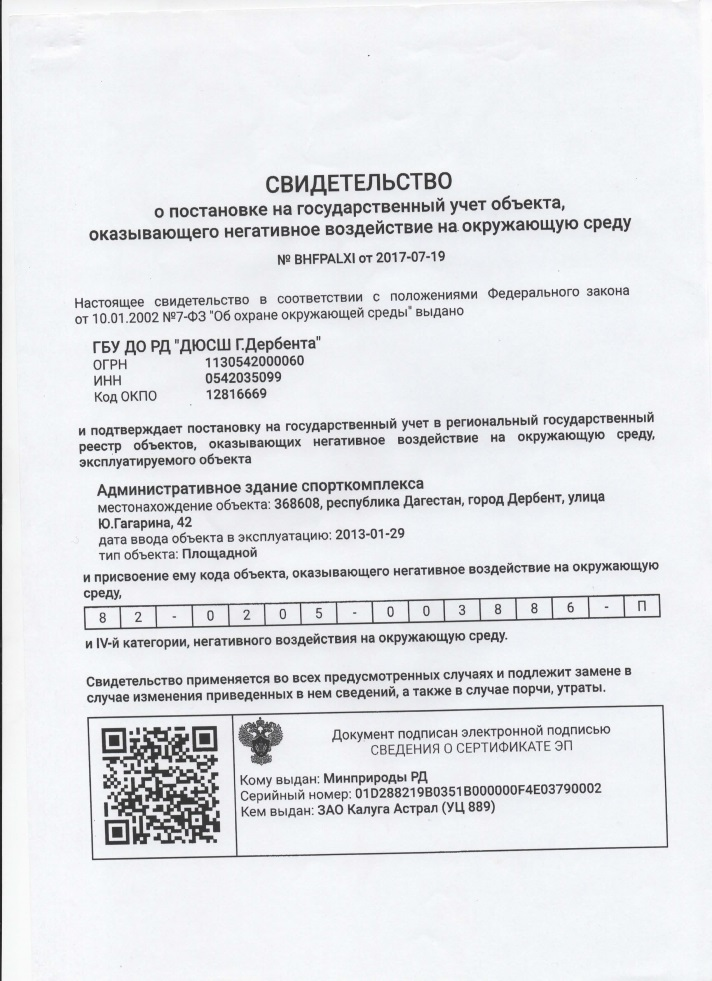 СВИДЕТЕЛЬСТВО
о постановке на государственный учет объекта,
оказывающего негативное воздействие на окружающую среду
№ BHFPALXI от 2017-07-19
Настоящее свидетельство в соответствии с положениями Федерального закона
от 10.01.2002 №7-ФЗ "Об охране окружающей среды" выдано
ГБУ ДО РД "ДЮСШ Г.Дербента"
ОГРН 1130542000060
ИНН 0542035099
Код ОКПО 12816669
и подтверждает постановку на государственный учет в региональный государственный
реестр объектов, оказывающих негативное воздействие на окружающую среду,
эксплуатируемого объекта
Административное здание спорткомплекса
местонахождение объекта: 368608, республика Дагестан, город Дербент, улица
Ю.Гагарина, 42
дата ввода объекта в эксплуатацию: 2013-01-29
тип объекта: Площадной
и присвоение ему кода объекта, оказывающего негативное воздействие на окружающую
среду,
8 2 - 0 2 0 5 - 0 0 3 8 8 6 - П
и IV-й категории, негативного воздействия на окружающую среду.
Свидетельство применяется во всех предусмотренных случаях и подлежит замене в
случае изменения приведенных в нем сведений, а также в случае порчи, утраты.
Документ подписан электронной подписью
СВЕДЕНИЯ О СЕРТИФИКАТЕ ЭП
Кому выдан: Минприроды РД
Серийный номер: 01D288219B0351B000000F4E03790002
Кем выдан: ЗАО Калуга Астрал (УЦ 889)